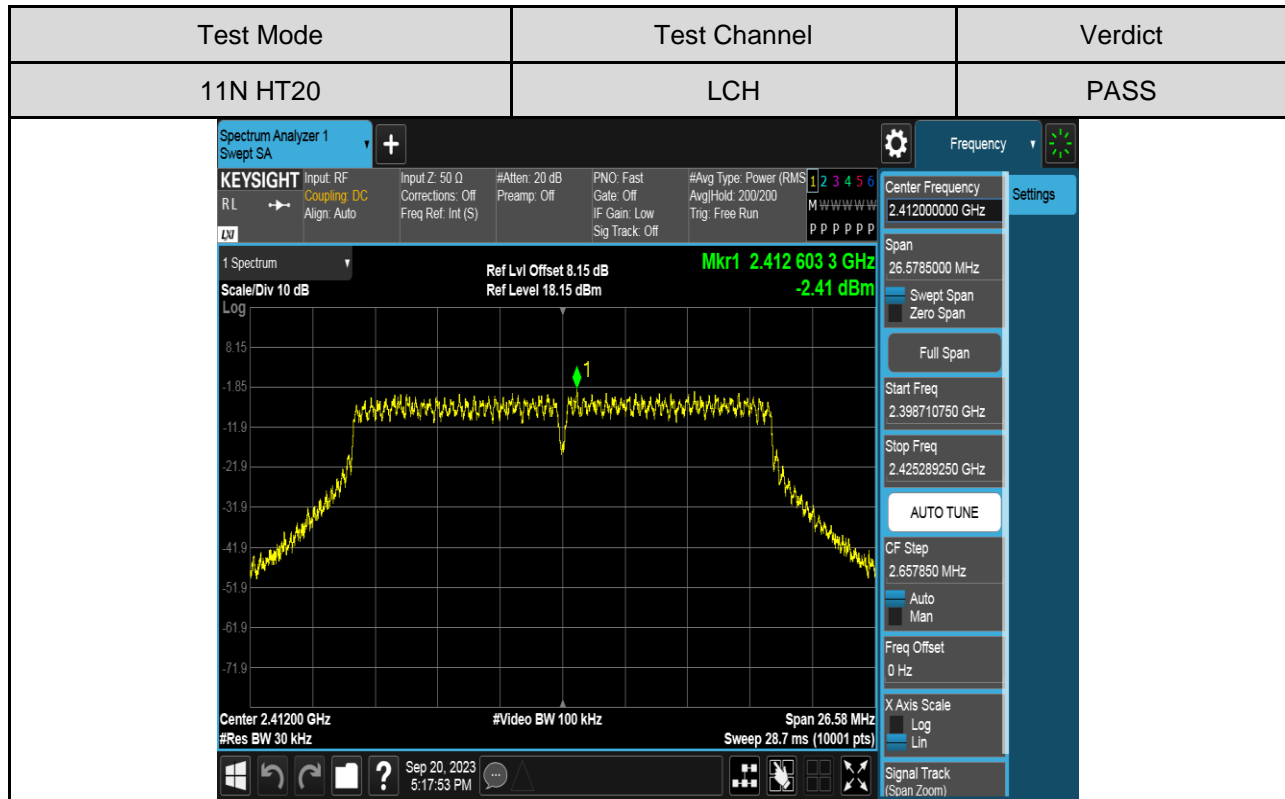 Test Mode Test Channel Verdict
11N HT20 LCH PASS
Spectrum Analyzer 1
Swept SA
+
Frequency
KEYSIGHT
RL
LXI
Input: RF
Coupling: DC
Align: Auto
Input Z: 50 Ω
Corrections: Off
Freq Ref: Int (S)
#Atten: 20 dB
Preamp: Off
PNO: Fast
Gate: Off
IF Gain: Low
Sig Track: Off
#Avg Type: Power (RMS
Avg|Hold: 200/200
Trig: Free Run
1 2 3 4 5 6
M W W W W W
P P P P P P
1 Spectrum
Scale/Div 10 dB
Log
Ref Lvl Offset 8.15 dB
Ref Level 18.15 dBm
Mkr1 2.412 603 3 GHz
-2.41 dBm
1
8.15
-1.85
-11.9
-21.9
-31.9
-41.9
-51.9
-61.9
-71.9
Center 2.41200 GHz
#Res BW 30 kHz
#Video BW 100 kHz
Span 26.58 MHz
Sweep 28.7 ms (10001 pts)
?
Sep 20, 2023
5:17:53 PM
Center Frequency
2.412000000 GHz
Settings
Span
26.5785000 MHz
Swept Span
Zero Span
Full Span
Start Freq
2.398710750 GHz
Stop Freq
2.425289250 GHz
AUTO TUNE
CF Step
2.657850 MHz
Auto
Man
Freq Offset
0 Hz
X Axis Scale
Log
Lin
Signal Track
(Span Zoom)